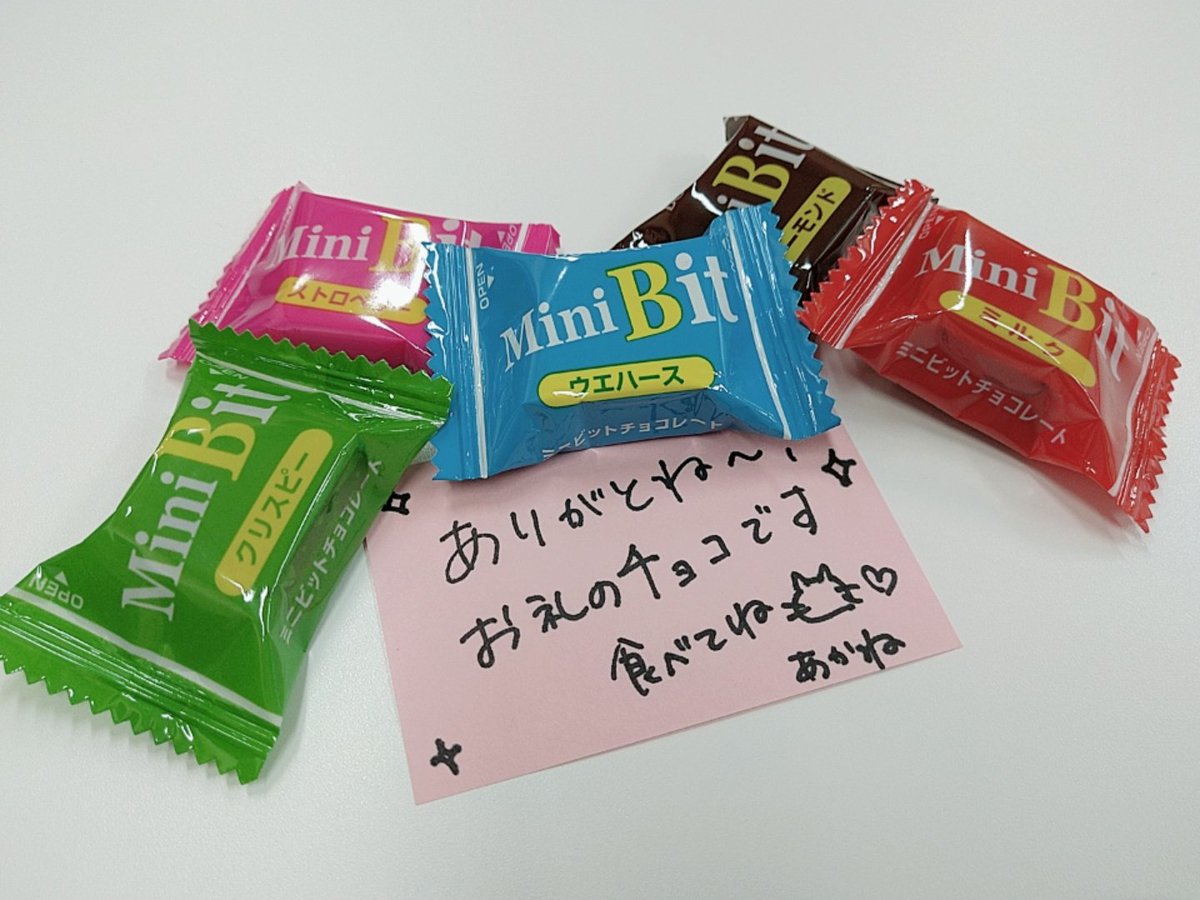 Mini Bit
ーモンド
OPEN
Mini Bit
ミルク
ミニビットチョコレート
Mini Bit
OPEN
ストロベ
OPEN
Mini Bit
ウエハース
ニビットチョコレート
Mini Bit
クリスピー
ミニビットチョコレート
OPEN
ありがとね〜!
お礼のチョコです
食べてね♡
あかね